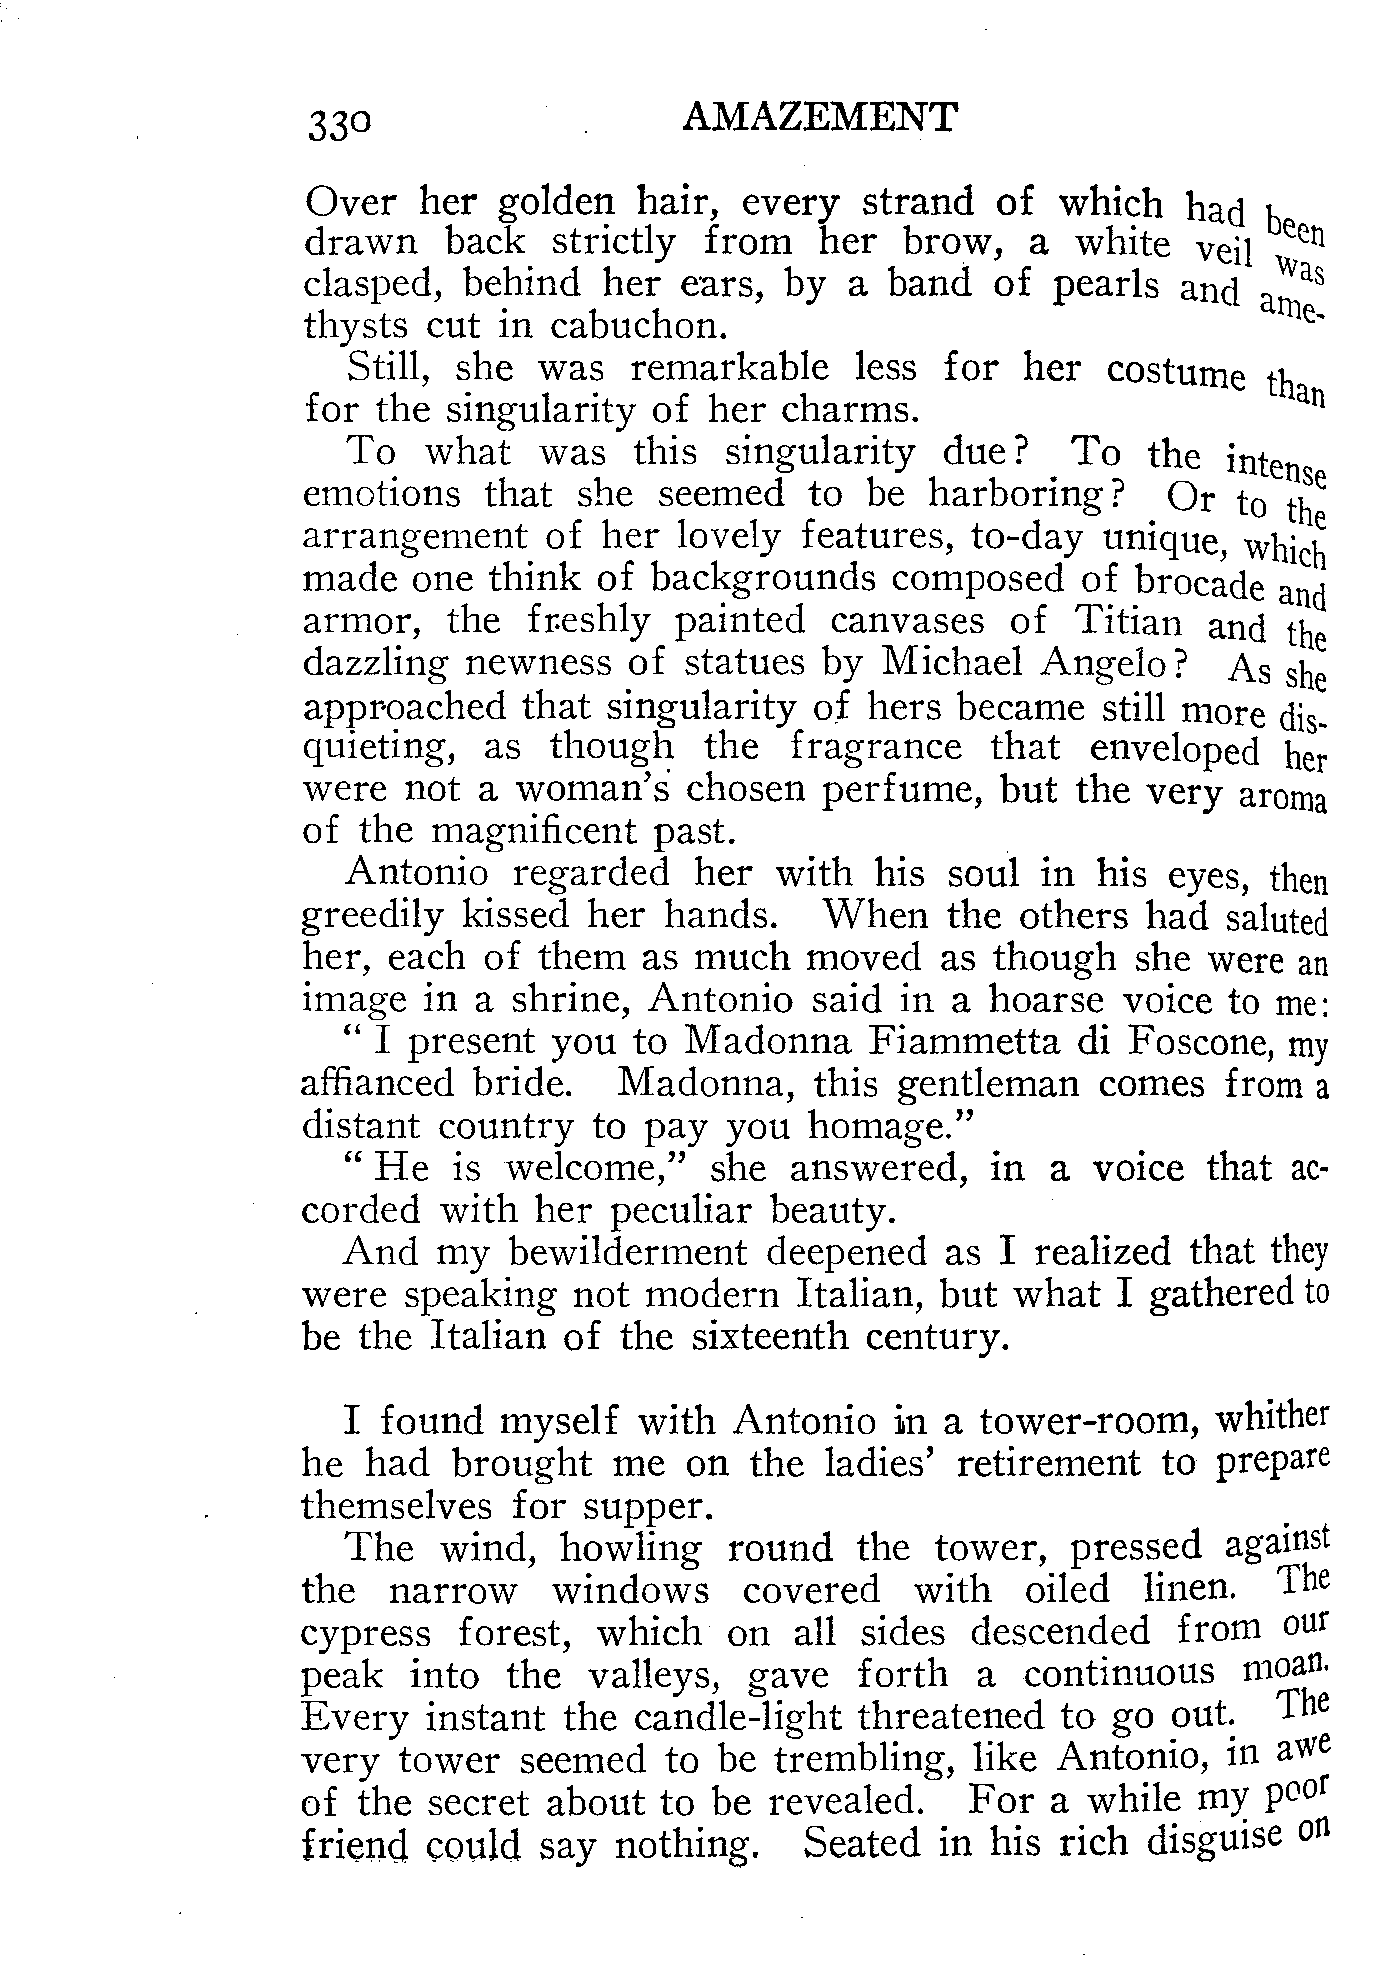 330 AMAZEMENT
Over her golden hair, every strand of which had been
drawn back strictly from her brow, a white veil was
clasped, behind her ears, by a band of pearls and ame-
thysts cut in cabuchon.
Still, she was remarkable less for her costume than
for the singularity of her charms.
To what was this singularity due? To the intense
emotions that she seemed to be harboring? Or to the
arrangement of her lovely features, to-day unique, which
made one think of backgrounds composed of brocade and
armor, the freshly painted canvases of Titian and the
dazzling newness of statues by Michael Angelo? As she
approached that singularity of hers became still more dis-
quieting, as though the fragrance that enveloped her
were not a woman's chosen perfume, but the very aroma
of the magnificent past.
Antonio regarded her with his soul in his eyes, then
greedily kissed her hands. When the others had saluted
her, each of them as much moved as though she were an
image in a shrine, Antonio said in a hoarse voice to me:
" I present you to Madonna Fiammetta di Foscone, my
affianced bride. Madonna, this gentleman comes from a
distant country to pay you homage."
" He is welcome," she answered, in a voice that ac-
corded with her peculiar beauty.
And my bewilderment deepened as I realized that they
were speaking not modern Italian, but what I gathered to
be the Italian of the sixteenth century.
I found myself with Antonio in a tower-room, whither
he had brought me on the ladies' retirement to prepare
themselves for supper.
The wind, howling round the tower, pressed against
the narrow windows covered with oiled linen. The
cypress forest, which on all sides descended from our
peak into the valleys, gave forth a continuous moan.
Every instant the candle-light threatened to go out. The
very tower seemed to be trembling, like Antonio, in awe
of the secret about to be revealed. For a while my poor
friend could say nothing. Seated in his rich disguise on